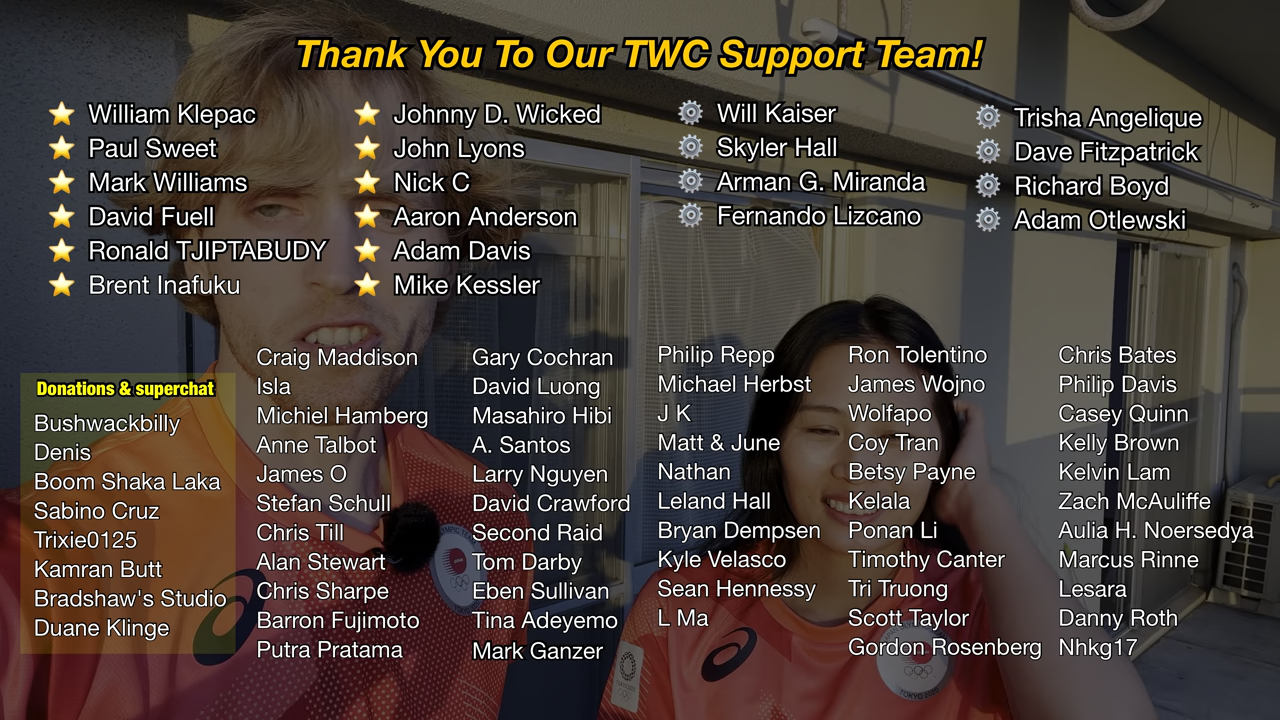 Thank You To Our TWC Support Team!
William Klepac
Paul Sweet
Mark Williams
David Fuell
Ronald TJIPTABUDY
Brent Inafuku
Johnny D. Wicked
John Lyons
Nick C
Aaron Anderson
Adam Davis
Mike Kessler
Will Kaiser
Skyler Hall
Arman G. Miranda
Fernando Lizcano
Trisha Angelique
Dave Fitzpatrick
Richard Boyd
Adam Otlewski
Donations & superchat
Bushwackbilly
Denis
Boom Shaka Laka
Sabino Cruz
Trixie0125
Kamran Butt
Bradshaw's Studio
Duane Klinge
Craig Maddison
Isla
Michiel Hamberg
Anne Talbot
James O
Stefan Schull
Chris Till
Alan Stewart
Chris Sharpe
Barron Fujimoto
Putra Pratama
Gary Cochran
David Luong
Masahiro Hibi
A. Santos
Larry Nguyen
David Crawford
Second Raid
Tom Darby
Eben Sullivan
Tina Adeyemo
Mark Ganzer
Philip Repp
Michael Herbst
J K
Matt & June
Nathan
Leland Hall
Bryan Dempsen
Kyle Velasco
Sean Hennessy
L Ma
Ron Tolentino
James Wojno
Wolfapo
Coy Tran
Betsy Payne
Kelala
Ponan Li
Timothy Canter
Tri Truong
Scott Taylor
Gordon Rosenberg
Chris Bates
Philip Davis
Casey Quinn
Kelly Brown
Kelvin Lam
Zach McAuliffe
Aulia H. Noersedya
Marcus Rinne
Lesara
Danny Roth
Nhkg17
TOKYO 2020